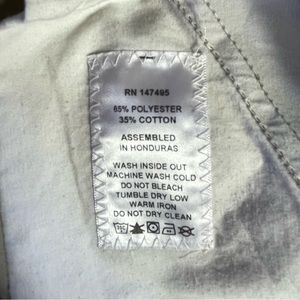 RN 147495
65% POLYESTER
35% COTTON
ASSEMBLED
IN HONDURAS
WASH INSIDE OUT
MACHINE WASH COLD
DO NOT BLEACH
TUMBLE DRY LOW
WARM IRON
DO NOT DRY CLEAN